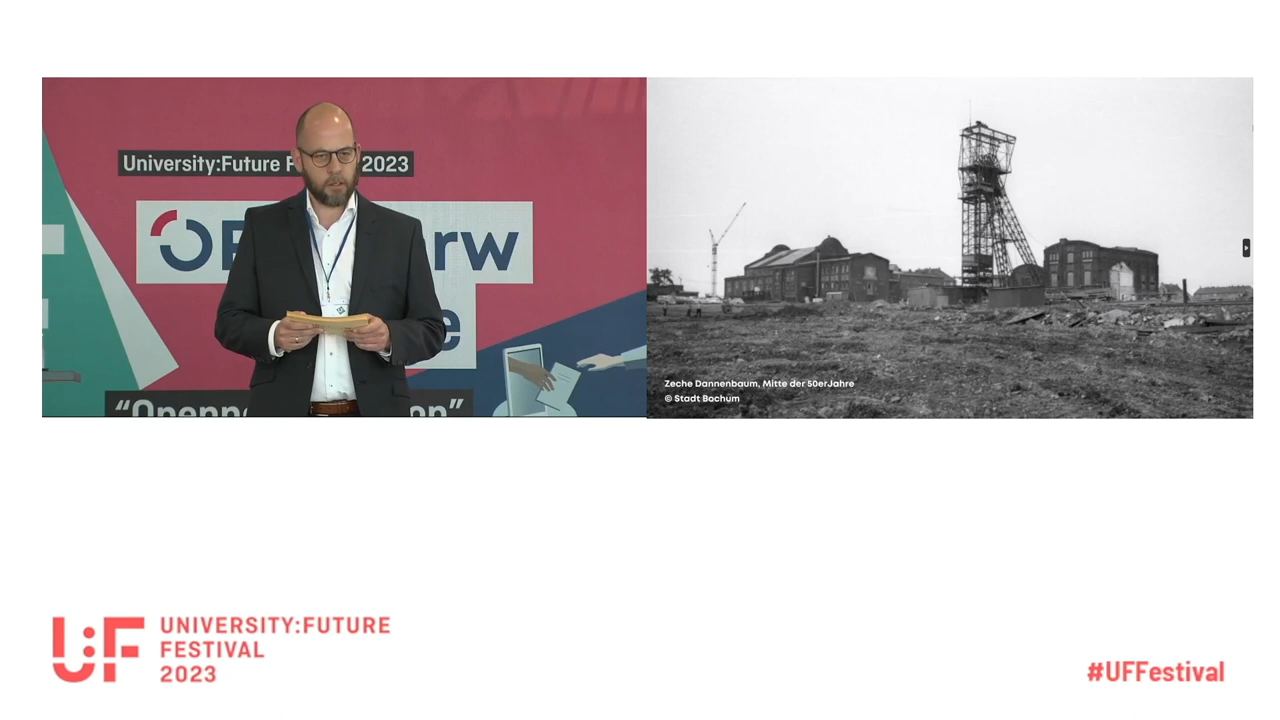 University:Future F 2023
rw
e
Zeche Dannenbaum, Mitte der 50erJahre
© Stadt Bochum
U:F
UNIVERSITY:FUTURE
FESTIVAL
2023
#UFFestival